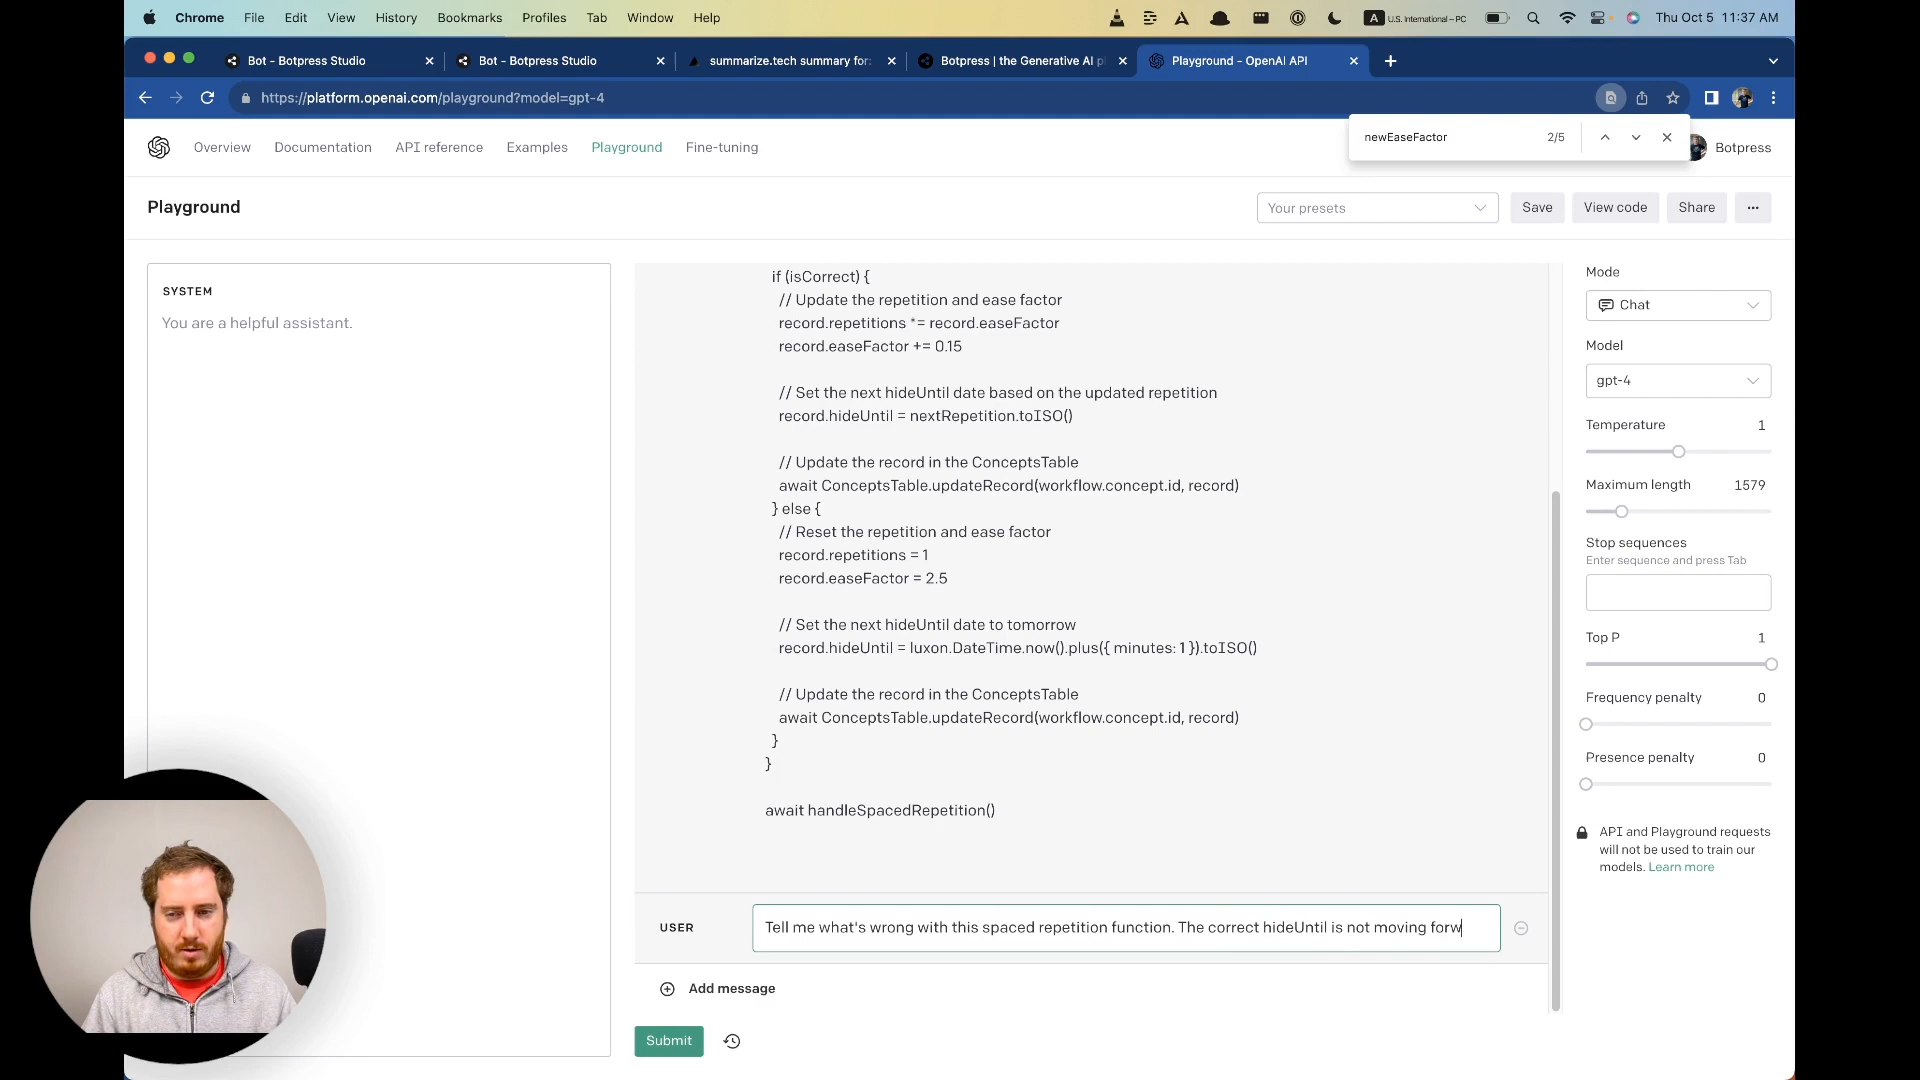 Chrome File Edit View History Bookmarks Profiles Tab Window Help
A U.S. International – PC
Thu Oct 5 11:37 AM
Bot - Botpress Studio
Bot - Botpress Studio
summarize.tech summary for:
Botpress | the Generative AI pl
Playground - OpenAI API
https://platform.openai.com/playground?model=gpt-4
newEaseFactor 2/5
Overview Documentation API reference Examples Playground Fine-tuning
Botpress
Playground
Your presets
Save
View code
Share
...
SYSTEM
You are a helpful assistant.
if (isCorrect) {
// Update the repetition and ease factor
record.repetitions *= record.easeFactor
record.easeFactor += 0.15
// Set the next hideUntil date based on the updated repetition
record.hideUntil = nextRepetition.toISO()
// Update the record in the ConceptsTable
await ConceptsTable.updateRecord(workflow.concept.id, record)
} else {
// Reset the repetition and ease factor
record.repetitions = 1
record.easeFactor = 2.5
// Set the next hideUntil date to tomorrow
record.hideUntil = luxon.DateTime.now().plus({ minutes: 1 }).toISO()
// Update the record in the ConceptsTable
await ConceptsTable.updateRecord(workflow.concept.id, record)
}
}
await handleSpacedRepetition()
USER
Tell me what's wrong with this spaced repetition function. The correct hideUntil is not moving forw
Add message
Submit
Mode
Chat
Model
gpt-4
Temperature 1
Maximum length 1579
Stop sequences
Enter sequence and press Tab
Top P 1
Frequency penalty 0
Presence penalty 0
API and Playground requests
will not be used to train our
models. Learn more